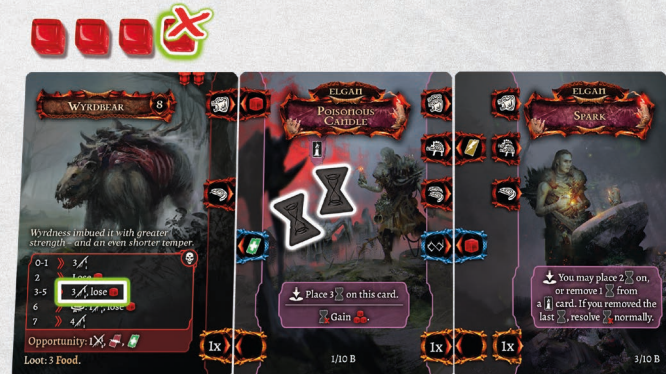 WYRDBEAR
8
Wyrdness imbued it with greater
strength – and an even shorter temper.
0-1 3
2 Lose
3-5 3, lose
6 , lose
7 4
Opportunity: 1
Loot: 3 Food.
1x
ELGAN
POISONOUS
CANDLE
Place 3 on this card.
Gain
1/10 B
1x
ELGAN
SPARK
You may place 2 on,
or remove 1 from
a card. If you removed the
last , resolve normally.
3/10 B